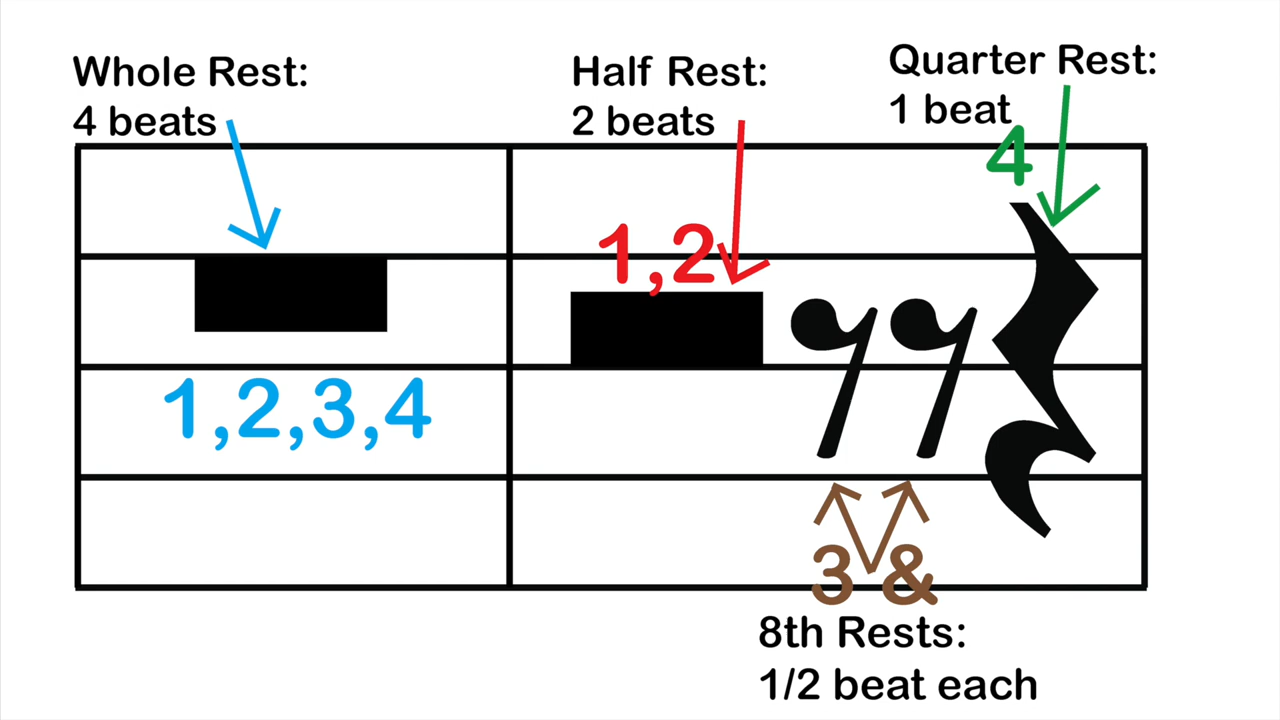 Whole Rest:
4 beats
Half Rest:
2 beats
Quarter Rest:
1 beat
4
1,2
1,2,3,4
3 &
8th Rests:
1/2 beat each